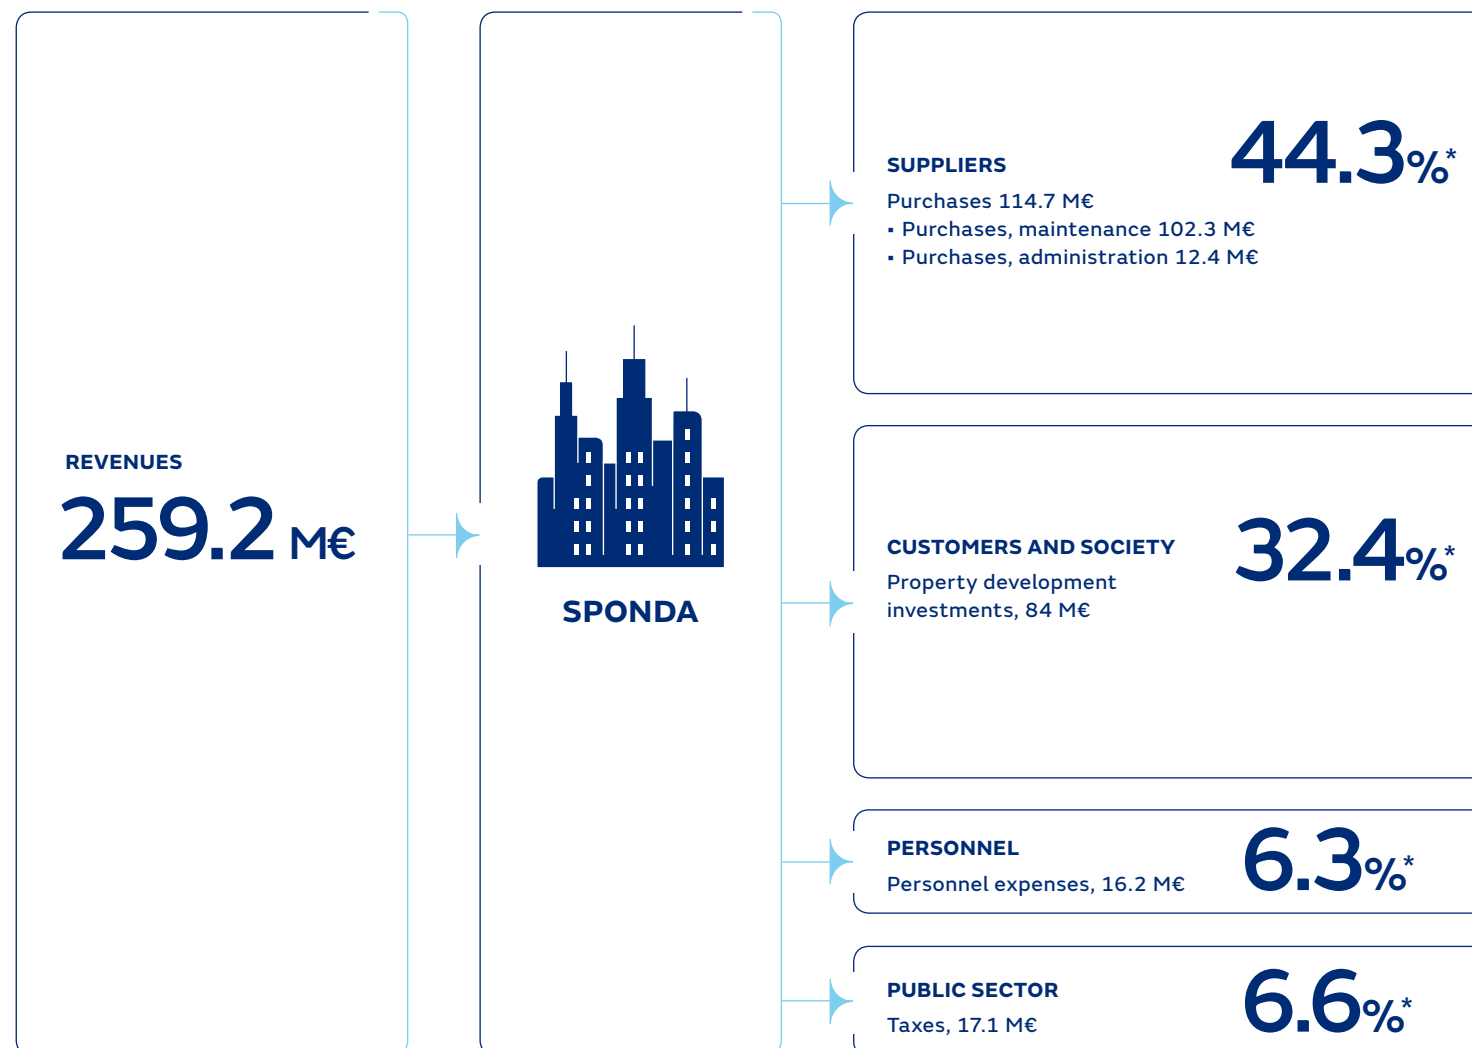 REVENUES
259.2 M€
SPONDA
SUPPLIERS
44.3%*
Purchases 114.7 M€
▪ Purchases, maintenance 102.3 M€
▪ Purchases, administration 12.4 M€
CUSTOMERS AND SOCIETY
32.4%*
Property development
investments, 84 M€
PERSONNEL
6.3%*
Personnel expenses, 16.2 M€
PUBLIC SECTOR
6.6%*
Taxes, 17.1 M€